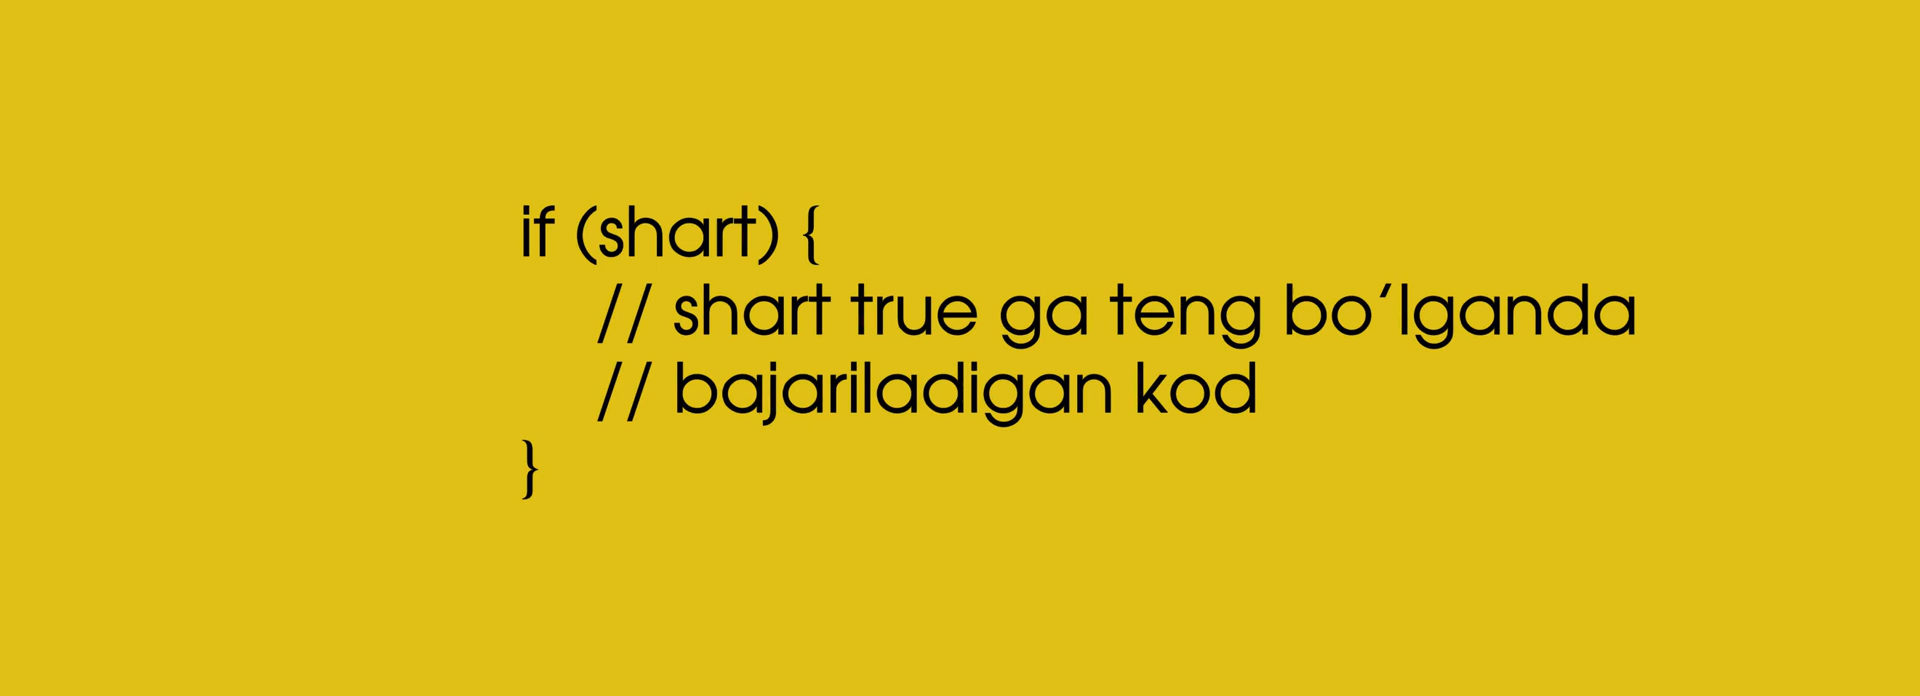 if (shart) {
// shart true ga teng bo‘lganda
// bajariladigan kod
}